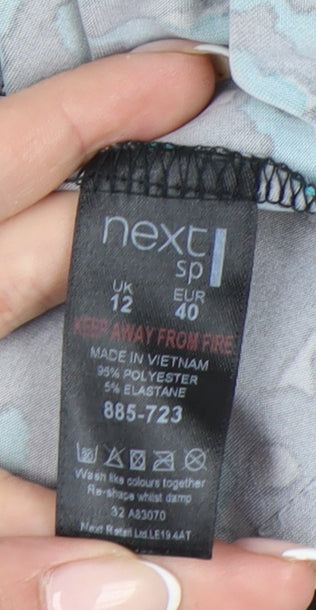 next
sp
UK EUR
12 40
KEEP AWAY FROM FIRE
MADE IN VIETNAM
95% POLYESTER
5% ELASTANE
885-723
Wash like colours together
Re-shape whilst damp
32 A83070
Next Retail Ltd.LE19 4AT